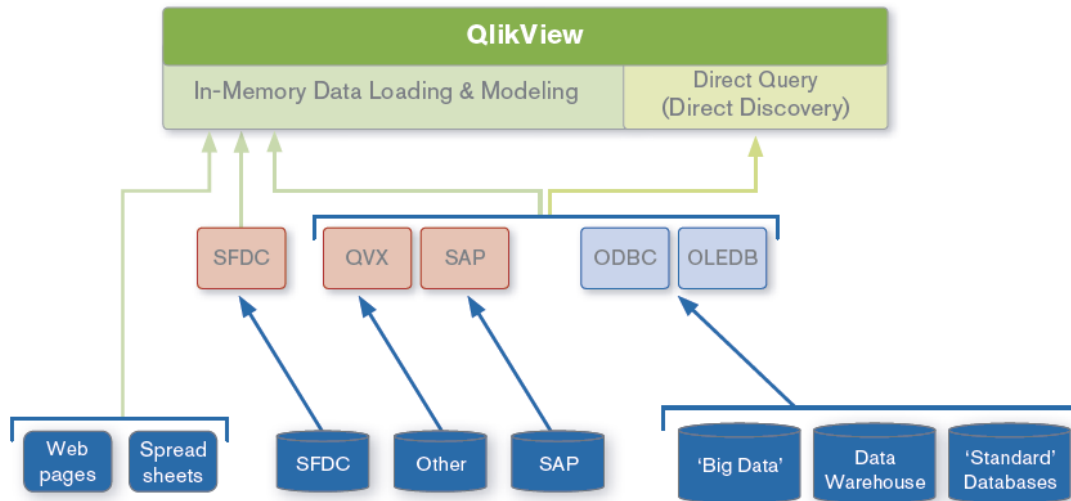 QlikView
In-Memory Data Loading & Modeling
Direct Query
(Direct Discovery)
SFDC
QVX
SAP
ODBC
OLEDB
Web
pages
Spread
sheets
SFDC
Other
SAP
‘Big Data’
Data
Warehouse
‘Standard’
Databases